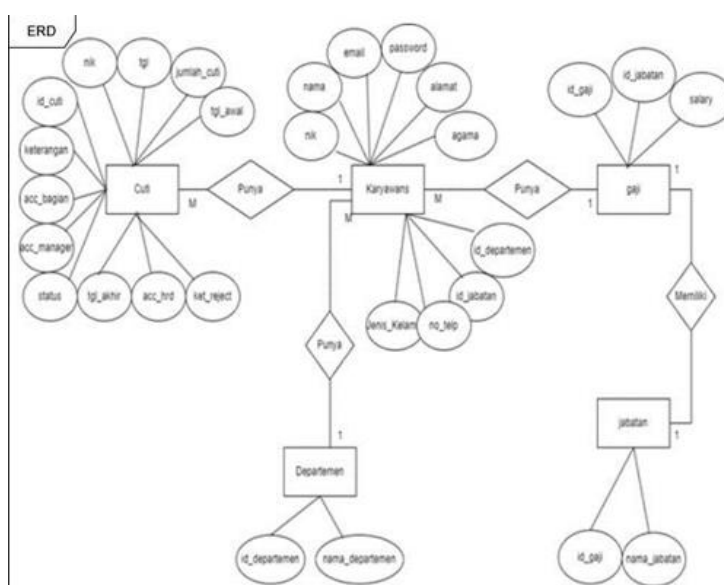 ERD
nik
tgl
jumlah_cuti
tgl_awal
id_cuti
keterangan
acc_bagian
acc_manager
status
tgl_akhir
acc_hrd
ket_reject
Cuti
M
Punya
1
nama
email
password
alamat
nik
agama
Karyawans
M
M
Punya
1
id_departemen
id_jabatan
no_telp
Jenis_Kelam
id_gaji
id_jabatan
salary
gaji
1
Memiliki
1
jabatan
id_gaji
nama_jabatan
Punya
1
Departemen
id_departemen
nama_departemen